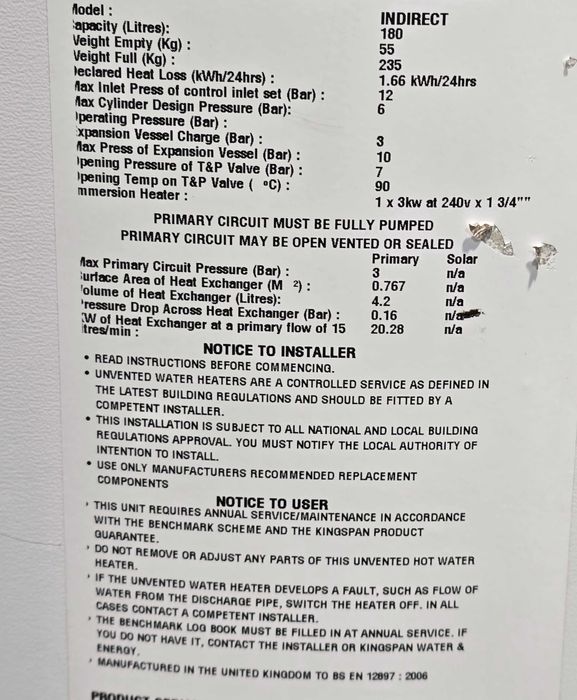 Model : INDIRECT
apacity (Litres): 180
Weight Empty (Kg) : 55
Weight Full (Kg) : 235
eclared Heat Loss (kWh/24hrs) : 1.66 kWh/24hrs
Max Inlet Press of control inlet set (Bar) : 12
Max Cylinder Design Pressure (Bar): 6
perating Pressure (Bar) :
xpansion Vessel Charge (Bar) : 3
Max Press of Expansion Vessel (Bar) : 10
pening Pressure of T&P Valve (Bar) : 7
pening Temp on T&P Valve ( °C) : 90
mmersion Heater : 1 x 3kw at 240v x 1 3/4""
PRIMARY CIRCUIT MUST BE FULLY PUMPED
PRIMARY CIRCUIT MAY BE OPEN VENTED OR SEALED
Primary Solar
Max Primary Circuit Pressure (Bar) : 3 n/a
urface Area of Heat Exchanger (M ²) : 0.767 n/a
olume of Heat Exchanger (Litres): 4.2 n/a
ressure Drop Across Heat Exchanger (Bar) : 0.16 n/a
KW of Heat Exchanger at a primary flow of 15 20.28 n/a
litres/min :
NOTICE TO INSTALLER
• READ INSTRUCTIONS BEFORE COMMENCING.
• UNVENTED WATER HEATERS ARE A CONTROLLED SERVICE AS DEFINED IN
THE LATEST BUILDING REGULATIONS AND SHOULD BE FITTED BY A
COMPETENT INSTALLER.
• THIS INSTALLATION IS SUBJECT TO ALL NATIONAL AND LOCAL BUILDING
REGULATIONS APPROVAL. YOU MUST NOTIFY THE LOCAL AUTHORITY OF
INTENTION TO INSTALL.
• USE ONLY MANUFACTURERS RECOMMENDED REPLACEMENT
COMPONENTS
NOTICE TO USER
• THIS UNIT REQUIRES ANNUAL SERVICE/MAINTENANCE IN ACCORDANCE
WITH THE BENCHMARK SCHEME AND THE KINGSPAN PRODUCT
GUARANTEE.
• DO NOT REMOVE OR ADJUST ANY PARTS OF THIS UNVENTED HOT WATER
HEATER.
• IF THE UNVENTED WATER HEATER DEVELOPS A FAULT, SUCH AS FLOW OF
WATER FROM THE DISCHARGE PIPE, SWITCH THE HEATER OFF. IN ALL
CASES CONTACT A COMPETENT INSTALLER.
• THE BENCHMARK LOG BOOK MUST BE FILLED IN AT ANNUAL SERVICE. IF
YOU DO NOT HAVE IT, CONTACT THE INSTALLER OR KINGSPAN WATER &
ENERGY.
• MANUFACTURED IN THE UNITED KINGDOM TO BS EN 12897 : 2006